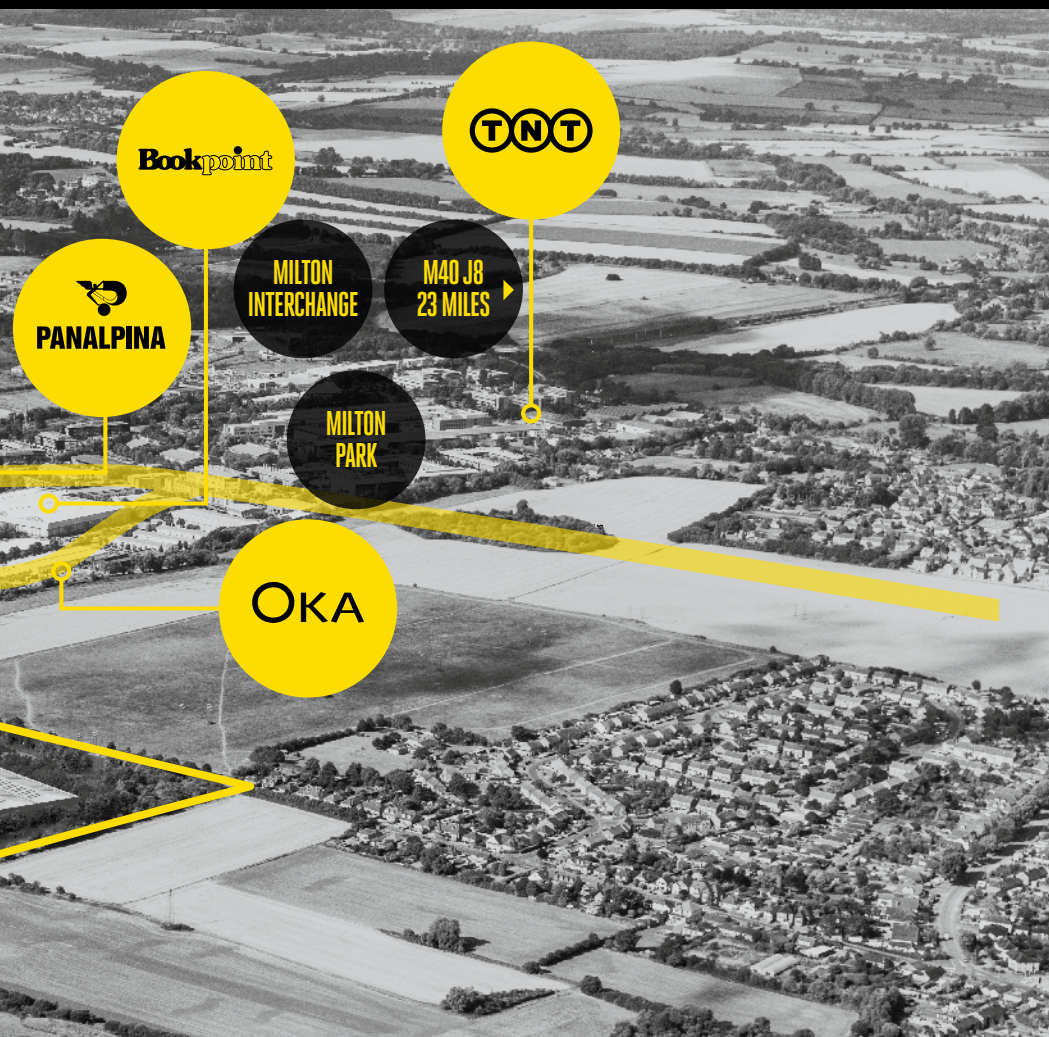 TNT
Bookpoint
MILTON
INTERCHANGE
M40 J8
23 MILES
PANALPINA
MILTON
PARK
OKA